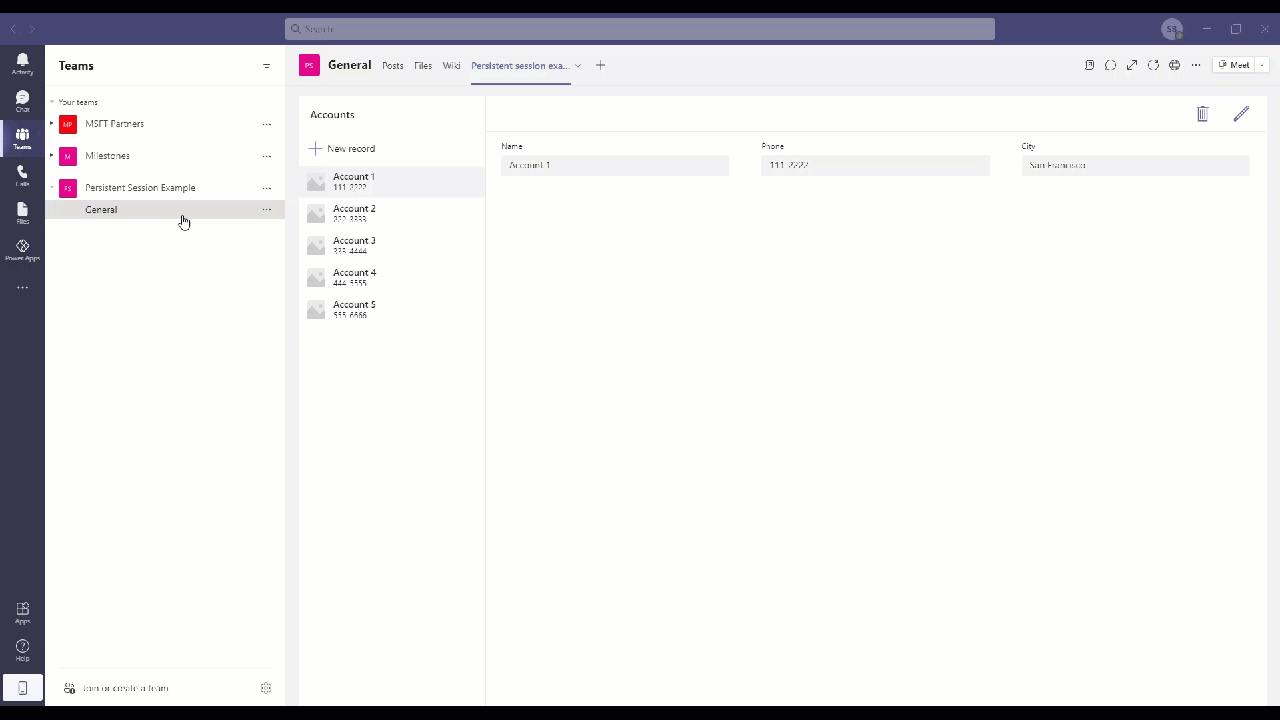 Search
SB
Activity
Chat
Teams
Calls
Files
Power Apps
Apps
Help
Teams
Your teams
MP MSFT Partners
M Milestones
PS Persistent Session Example
General
Join or create a team
PS General Posts Files Wiki Persistent session exa... Meet
Accounts
New record
Account 1
111-2222
Account 2
222-3333
Account 3
333-4444
Account 4
444-5555
Account 5
555-6666
Name Phone City
Account 1 111-2222 San Francisco